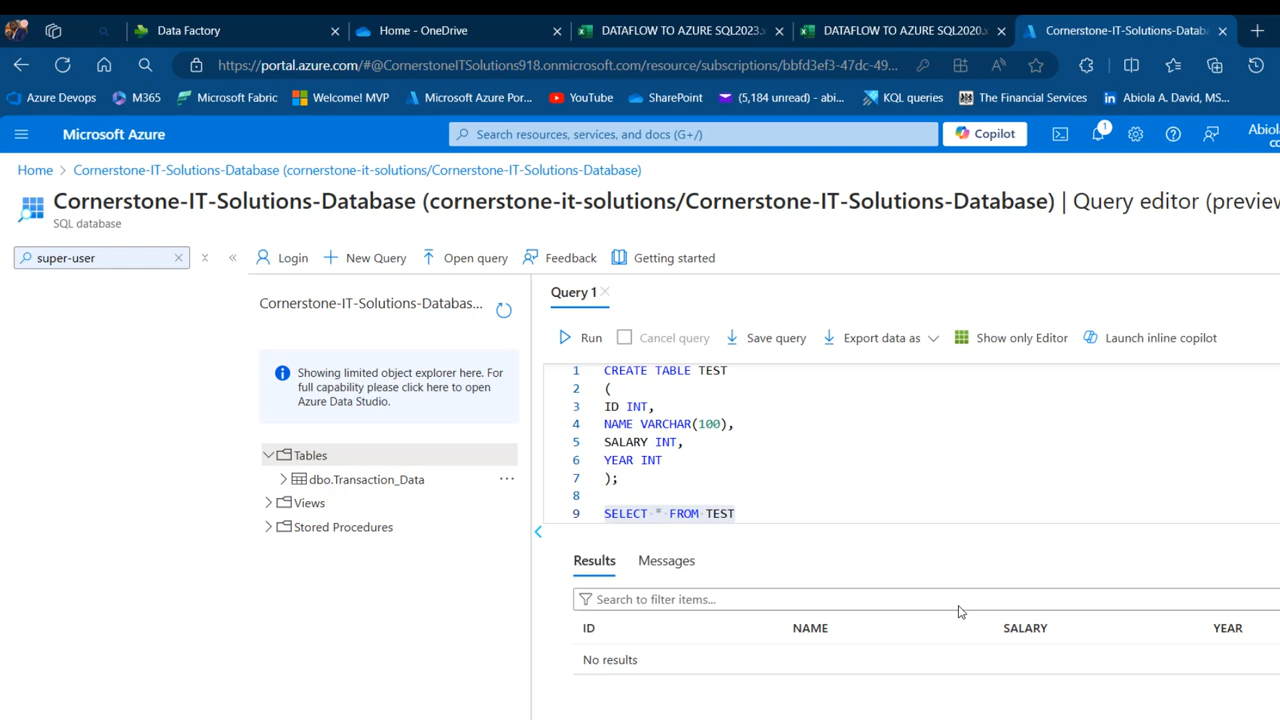 Data Factory
Home - OneDrive
DATAFLOW TO AZURE SQL2023.
DATAFLOW TO AZURE SQL2020.
Cornerstone-IT-Solutions-Datab
https://portal.azure.com/#@CornerstoneITSolutions918.onmicrosoft.com/resource/subscriptions/bbfd3ef3-47dc-49...
Azure Devops
M365
Microsoft Fabric
Welcome! MVP
Microsoft Azure Por...
YouTube
SharePoint
(5,184 unread) - abi...
KQL queries
The Financial Services
Abiola A. David, MS...
Microsoft Azure
Search resources, services, and docs (G+/)
Copilot
1
Abiol
co
Home > Cornerstone-IT-Solutions-Database (cornerstone-it-solutions/Cornerstone-IT-Solutions-Database)
Cornerstone-IT-Solutions-Database (cornerstone-it-solutions/Cornerstone-IT-Solutions-Database) | Query editor (preview
SQL database
super-user
Login
New Query
Open query
Feedback
Getting started
Cornerstone-IT-Solutions-Databas...
Showing limited object explorer here. For
full capability please click here to open
Azure Data Studio.
Tables
dbo.Transaction_Data
Views
Stored Procedures
Query 1
Run
Cancel query
Save query
Export data as
Show only Editor
Launch inline copilot
1 CREATE TABLE TEST
2 (
3 ID INT,
4 NAME VARCHAR(100),
5 SALARY INT,
6 YEAR INT
7 );
8
9 SELECT * FROM TEST
Results
Messages
Search to filter items...
ID NAME SALARY YEAR
No results